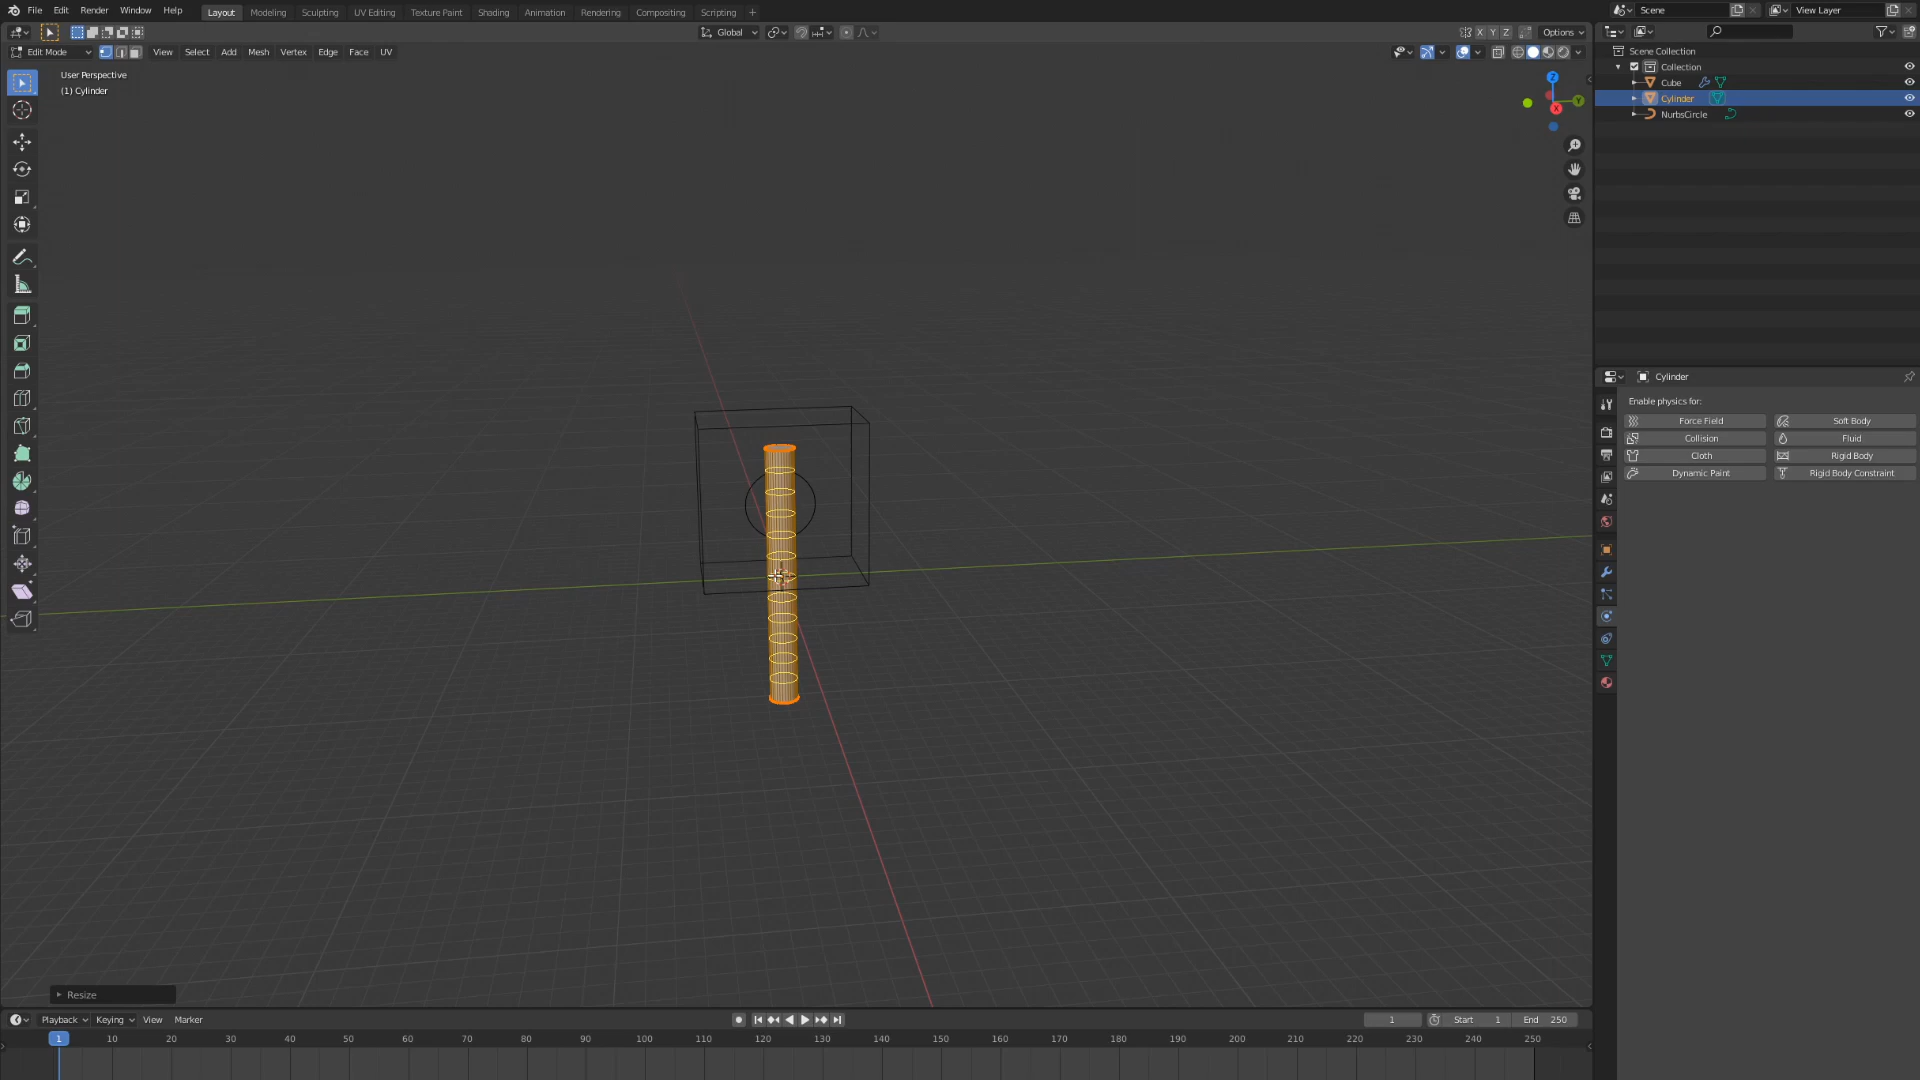 File Edit Render Window Help
Layout Modeling Sculpting UV Editing Texture Paint Shading Animation Rendering Compositing Scripting +
Scene View Layer
Global Options
X Y Z
Edit Mode View Select Add Mesh Vertex Edge Face UV
User Perspective
(1) Cylinder
Z
Y
X
Scene Collection
Collection
Cube
Cylinder
NurbsCircle
Cylinder
Enable physics for:
Force Field Soft Body
Collision Fluid
Cloth Rigid Body
Dynamic Paint Rigid Body Constraint
Resize
Playback Keying View Marker
1 Start 1 End 250
1 10 20 30 40 50 60 70 80 90 100 110 120 130 140 150 160 170 180 190 200 210 220 230 240 250